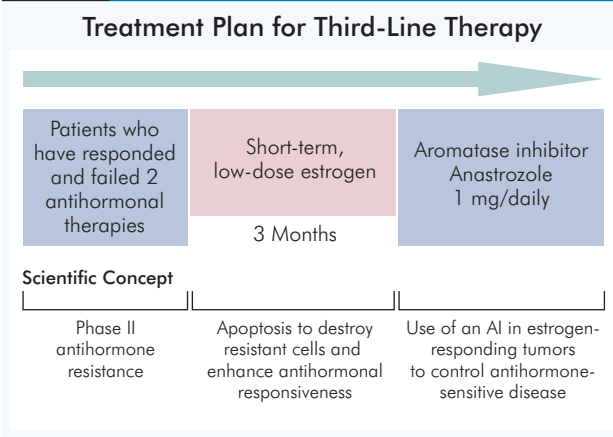 Treatment Plan for Third-Line Therapy
Patients who
have responded
and failed 2
antihormonal
therapies
Short-term,
low-dose estrogen
3 Months
Aromatase inhibitor
Anastrozole
1 mg/daily
Scientific Concept
Phase II
antihormone
resistance
Apoptosis to destroy
resistant cells and
enhance antihormonal
responsiveness
Use of an AI in estrogen-
responding tumors
to control antihormone-
sensitive disease